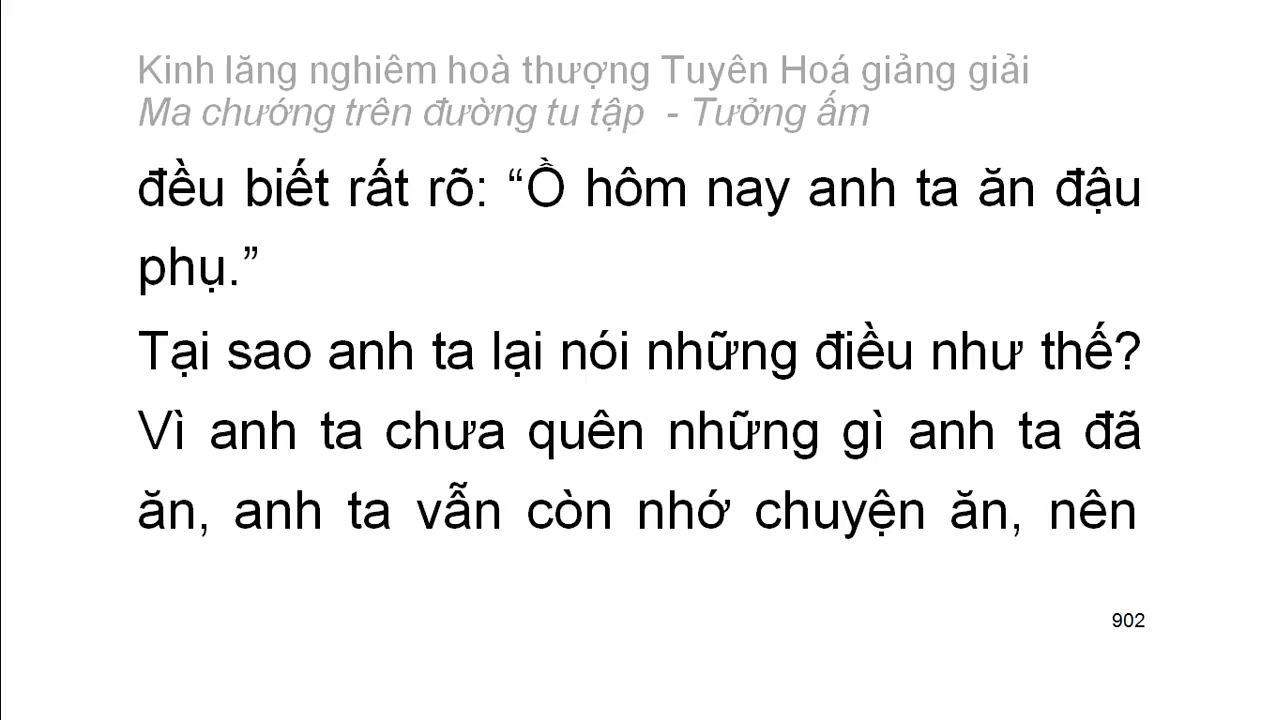 Kinh lăng nghiêm hoà thượng Tuyên Hoá giảng giải
Ma chướng trên đường tu tập - Tưởng ấm
đều biết rất rõ: “Ồ hôm nay anh ta ăn đậu
phụ.”
Tại sao anh ta lại nói những điều như thế?
Vì anh ta chưa quên những gì anh ta đã
ăn, anh ta vẫn còn nhớ chuyện ăn, nên
902